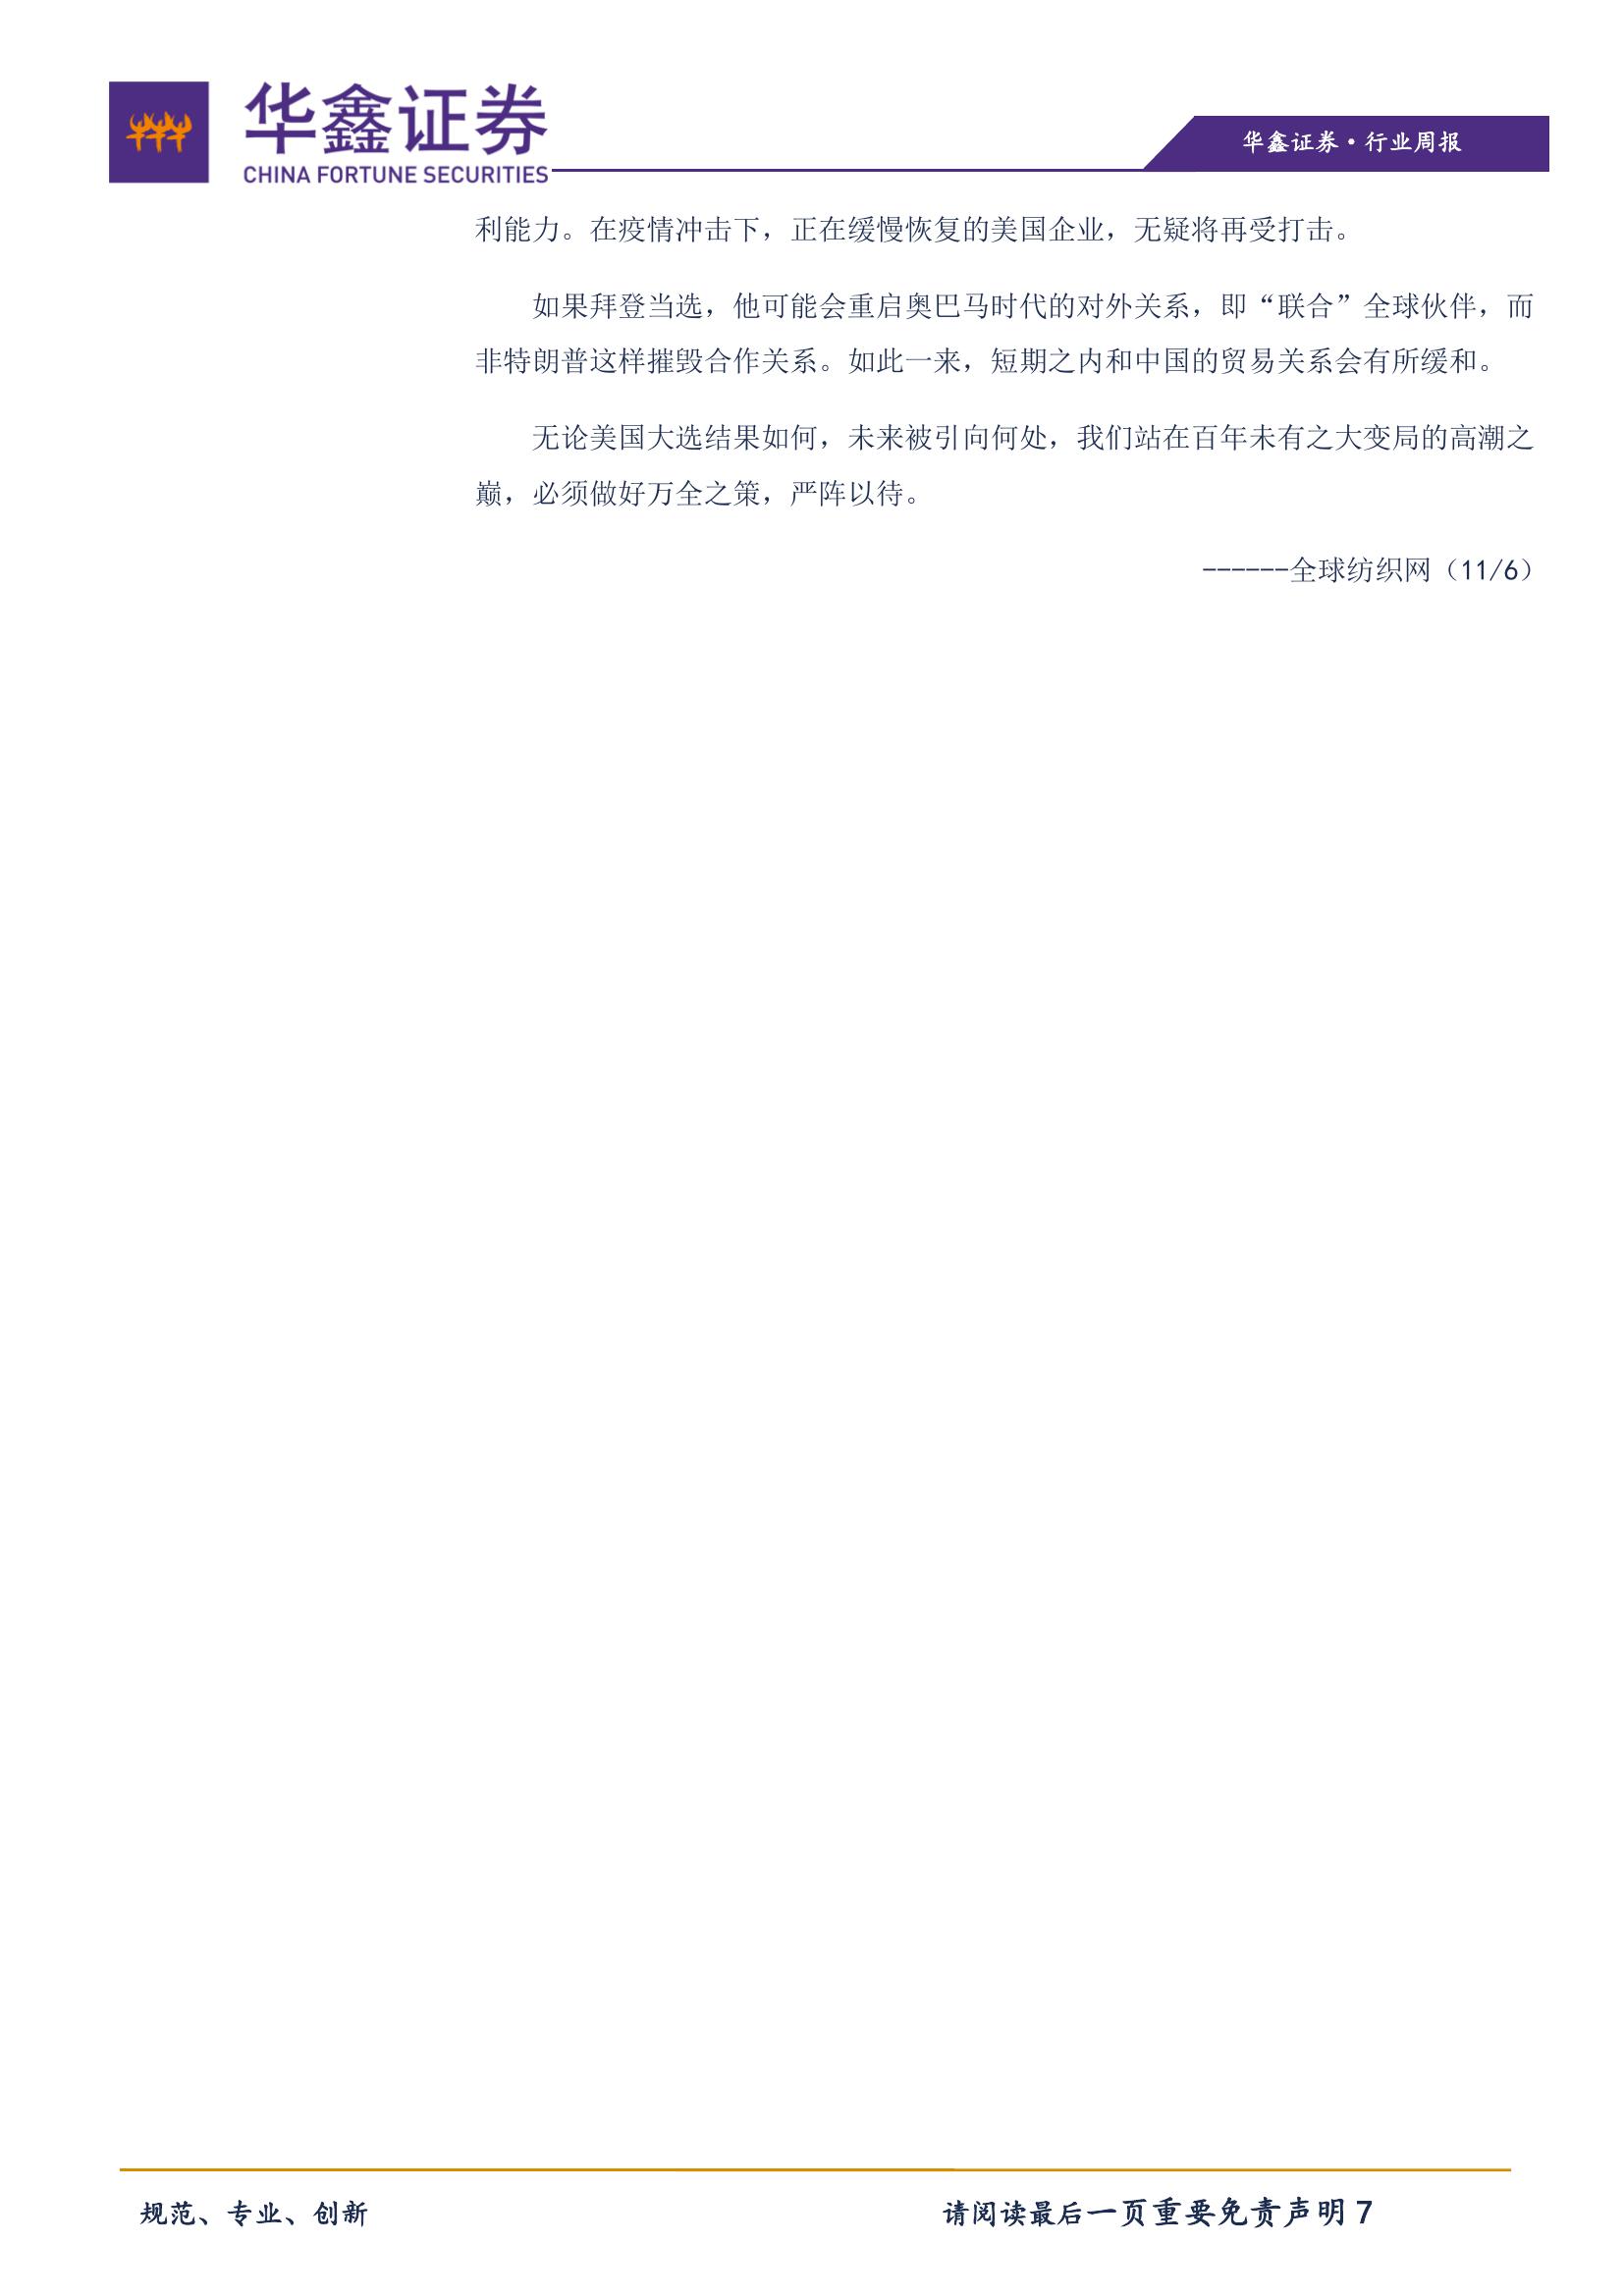 华鑫证券
CHINA FORTUNE SECURITIES
华鑫证券·行业周报
利能力。在疫情冲击下，正在缓慢恢复的美国企业，无疑将再受打击。
如果拜登当选，他可能会重启奥巴马时代的对外关系，即“联合”全球伙伴，而
非特朗普这样摧毁合作关系。如此一来，短期之内和中国的贸易关系会有所缓和。
无论美国大选结果如何，未来被引向何处，我们站在百年未有之大变局的高潮之
巅，必须做好万全之策，严阵以待。
------全球纺织网（11/6）
规范、专业、创新
请阅读最后一页重要免责声明 7